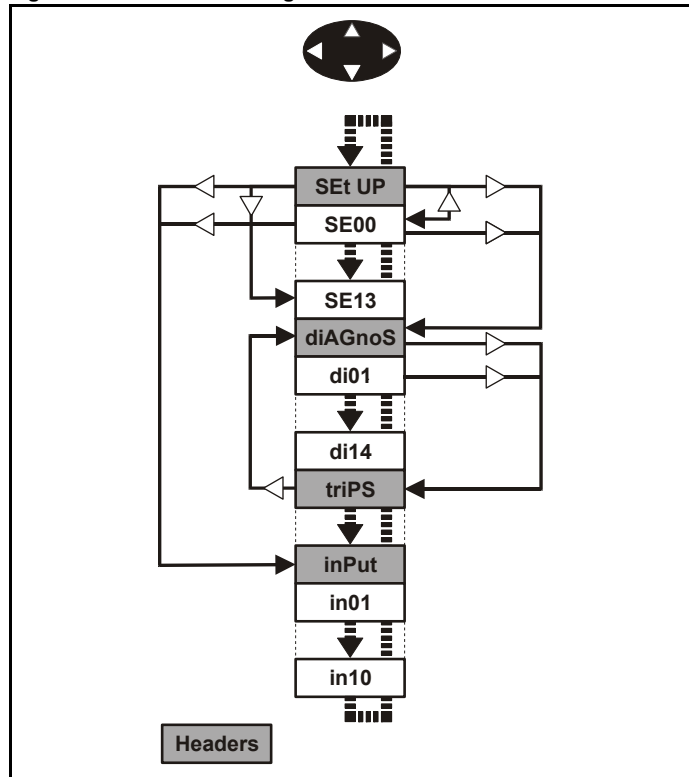 SEt UP
SE00
SE13
diAGnoS
di01
di14
triPS
inPut
in01
in10
Headers